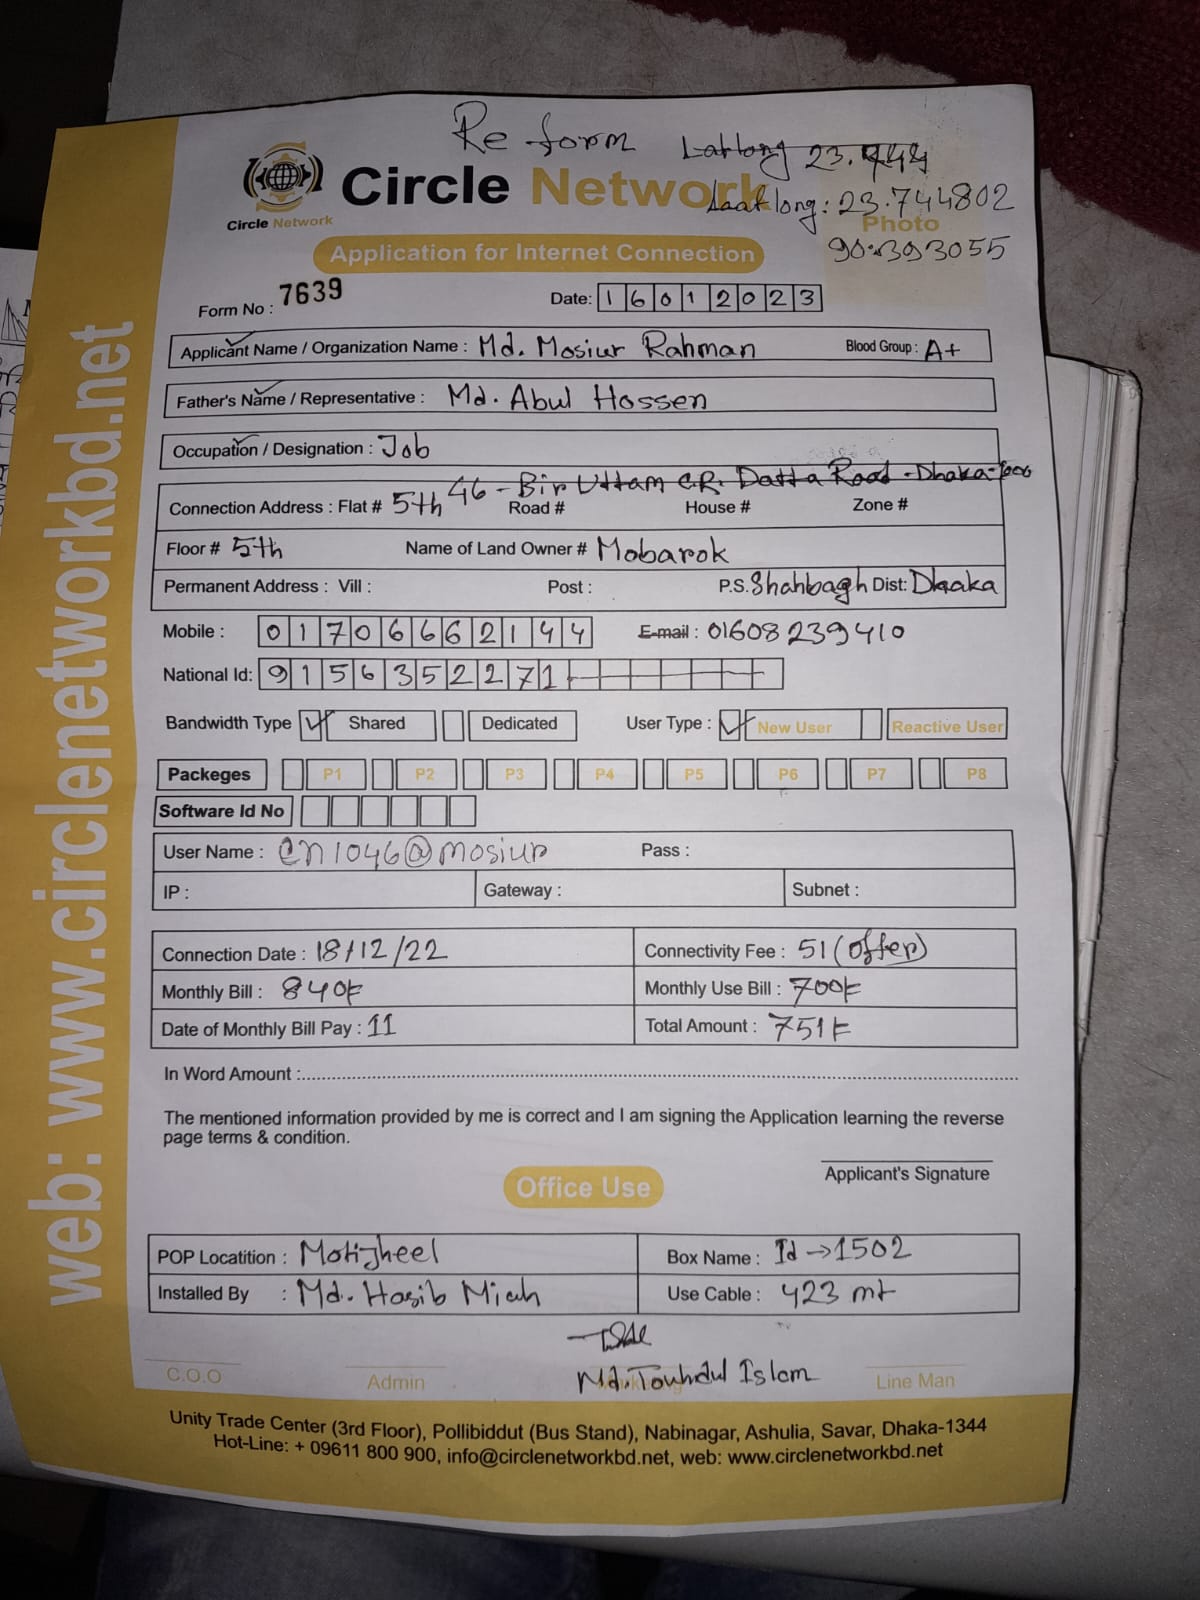 Re form Latlong 23.744
Circle Network
Circle Network
Laat long: 23.744802
Photo
90.393055
Application for Internet Connection
Form No : 7639
Date: 16012023
Applicant Name / Organization Name : Md. Mosiur Rahman Blood Group : A+
Father's Name / Representative : Md. Abul Hossen
Occupation / Designation : Job
46 - Bir Uttam C.R. Datta Road - Dhaka-
Connection Address : Flat # 5th Road # House # Zone #
Floor # 5th Name of Land Owner # Mobarok
Permanent Address : Vill : Post : P.S. Shahbagh Dist: Dhaka
Mobile : 01706662144 E-mail : 01608239410
National Id: 9156352271
Bandwidth Type Shared Dedicated User Type : New User Reactive User
Packeges P1 P2 P3 P4 P5 P6 P7 P8
Software Id No
User Name : cn1046@mosiur Pass :
IP : Gateway : Subnet :
Connection Date : 18/12/22 Connectivity Fee : 51 (offer)
Monthly Bill : 840৳ Monthly Use Bill : 700৳
Date of Monthly Bill Pay : 11 Total Amount : 751৳
In Word Amount :
The mentioned information provided by me is correct and I am signing the Application learning the reverse
page terms & condition.
Applicant's Signature
Office Use
POP Locatition : Motijheel Box Name : Id → 1502
Installed By : Md. Hasib Miah Use Cable : 423 mt
C.O.O Admin Md. Touhdul Islam Line Man
Unity Trade Center (3rd Floor), Pollibiddut (Bus Stand), Nabinagar, Ashulia, Savar, Dhaka-1344
Hot-Line: + 09611 800 900, info@circlenetworkbd.net, web: www.circlenetworkbd.net
web: www.circlenetworkbd.net